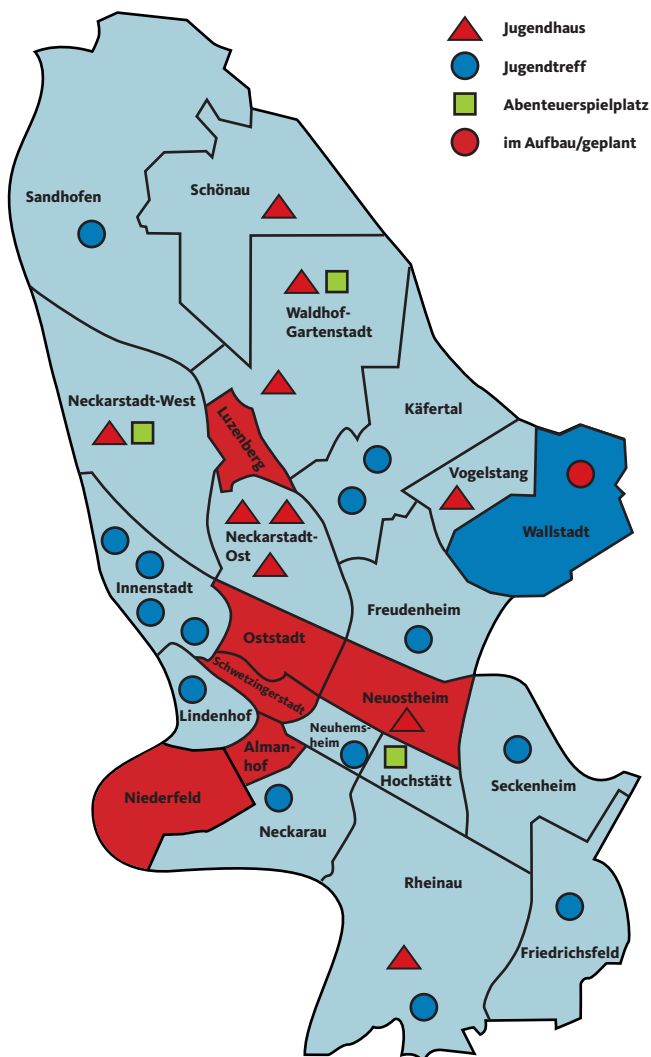 Jugendhaus
Jugendtreff
Abenteuerspielplatz
im Aufbau/geplant
Sandhofen
Schönau
Waldhof-
Gartenstadt
Neckarstadt-West
Luzenberg
Käfertal
Vogelstang
Wallstadt
Neckarstadt-
Ost
Innenstadt
Freudenheim
Oststadt
Schwetzingerstadt
Neuostheim
Lindenhof
Neuhems-
heim
Alman-
hof
Hochstätt
Seckenheim
Niederfeld
Neckarau
Rheinau
Friedrichsfeld